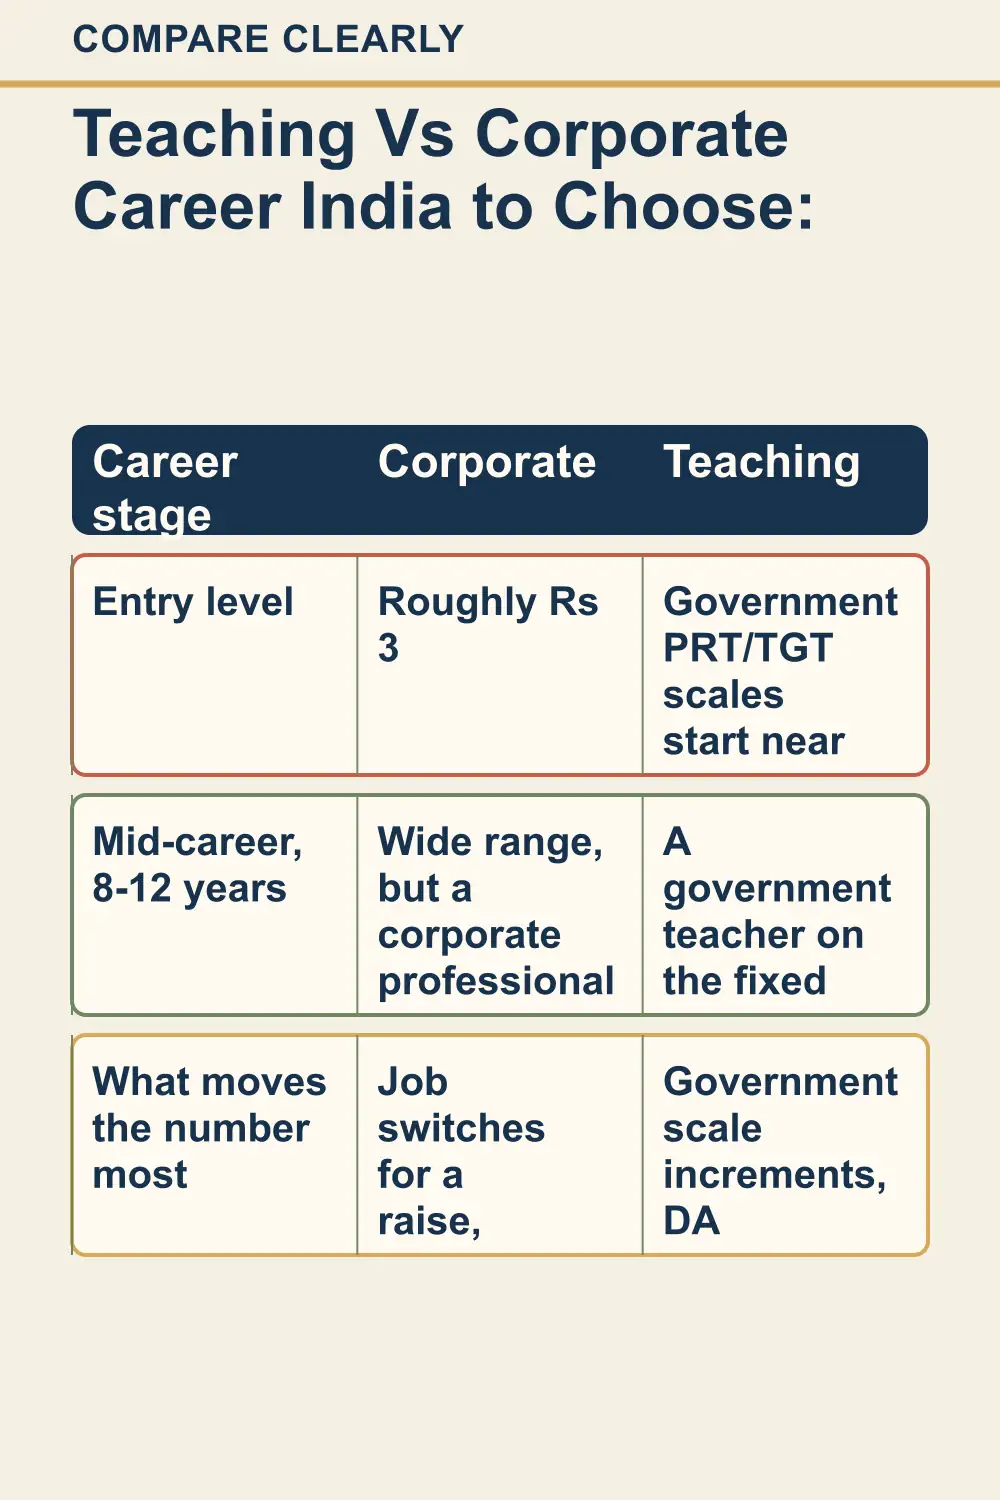 COMPARE CLEARLY
Teaching Vs Corporate
Career India to Choose:
Career
stage
Corporate
Teaching
Entry level
Roughly Rs
3
Government
PRT/TGT
scales
start near
Mid-career,
8-12 years
Wide range,
but a
corporate
professional
A
government
teacher on
the fixed
What moves
the number
most
Job
switches
for a
raise,
Government
scale
increments,
DA